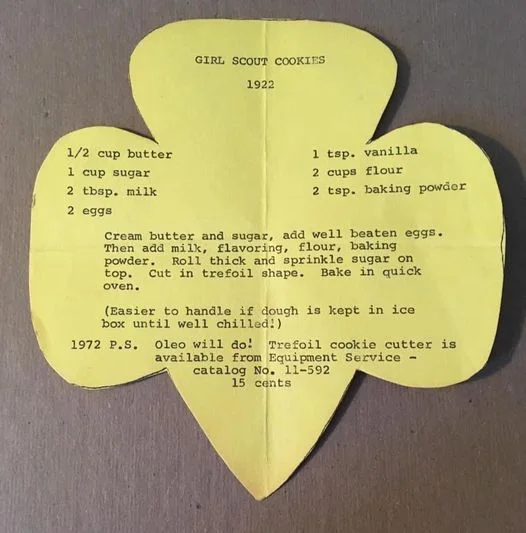 GIRL SCOUT COOKIES
1922
1/2 cup butter
1 cup sugar
2 tbsp. milk
2 eggs
1 tsp. vanilla
2 cups flour
2 tsp. baking powder
Cream butter and sugar, add well beaten eggs.
Then add milk, flavoring, flour, baking
powder. Roll thick and sprinkle sugar on
top. Cut in trefoil shape. Bake in quick
oven.
(Easier to handle if dough is kept in ice
box until well chilled!)
1972 P.S. Oleo will do! Trefoil cookie cutter is
available from Equipment Service -
catalog No. 11-592
15 cents